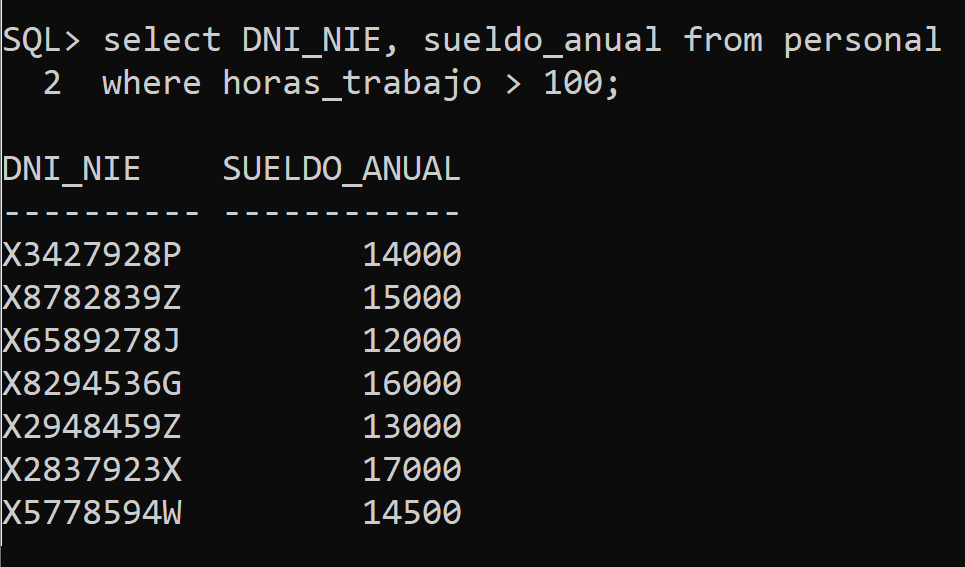 SQL> select DNI_NIE, sueldo_anual from personal
  2  where horas_trabajo > 100;

DNI_NIE    SUELDO_ANUAL
---------- ------------
X3427928P         14000
X8782839Z         15000
X6589278J         12000
X8294536G         16000
X2948459Z         13000
X2837923X         17000
X5778594W         14500